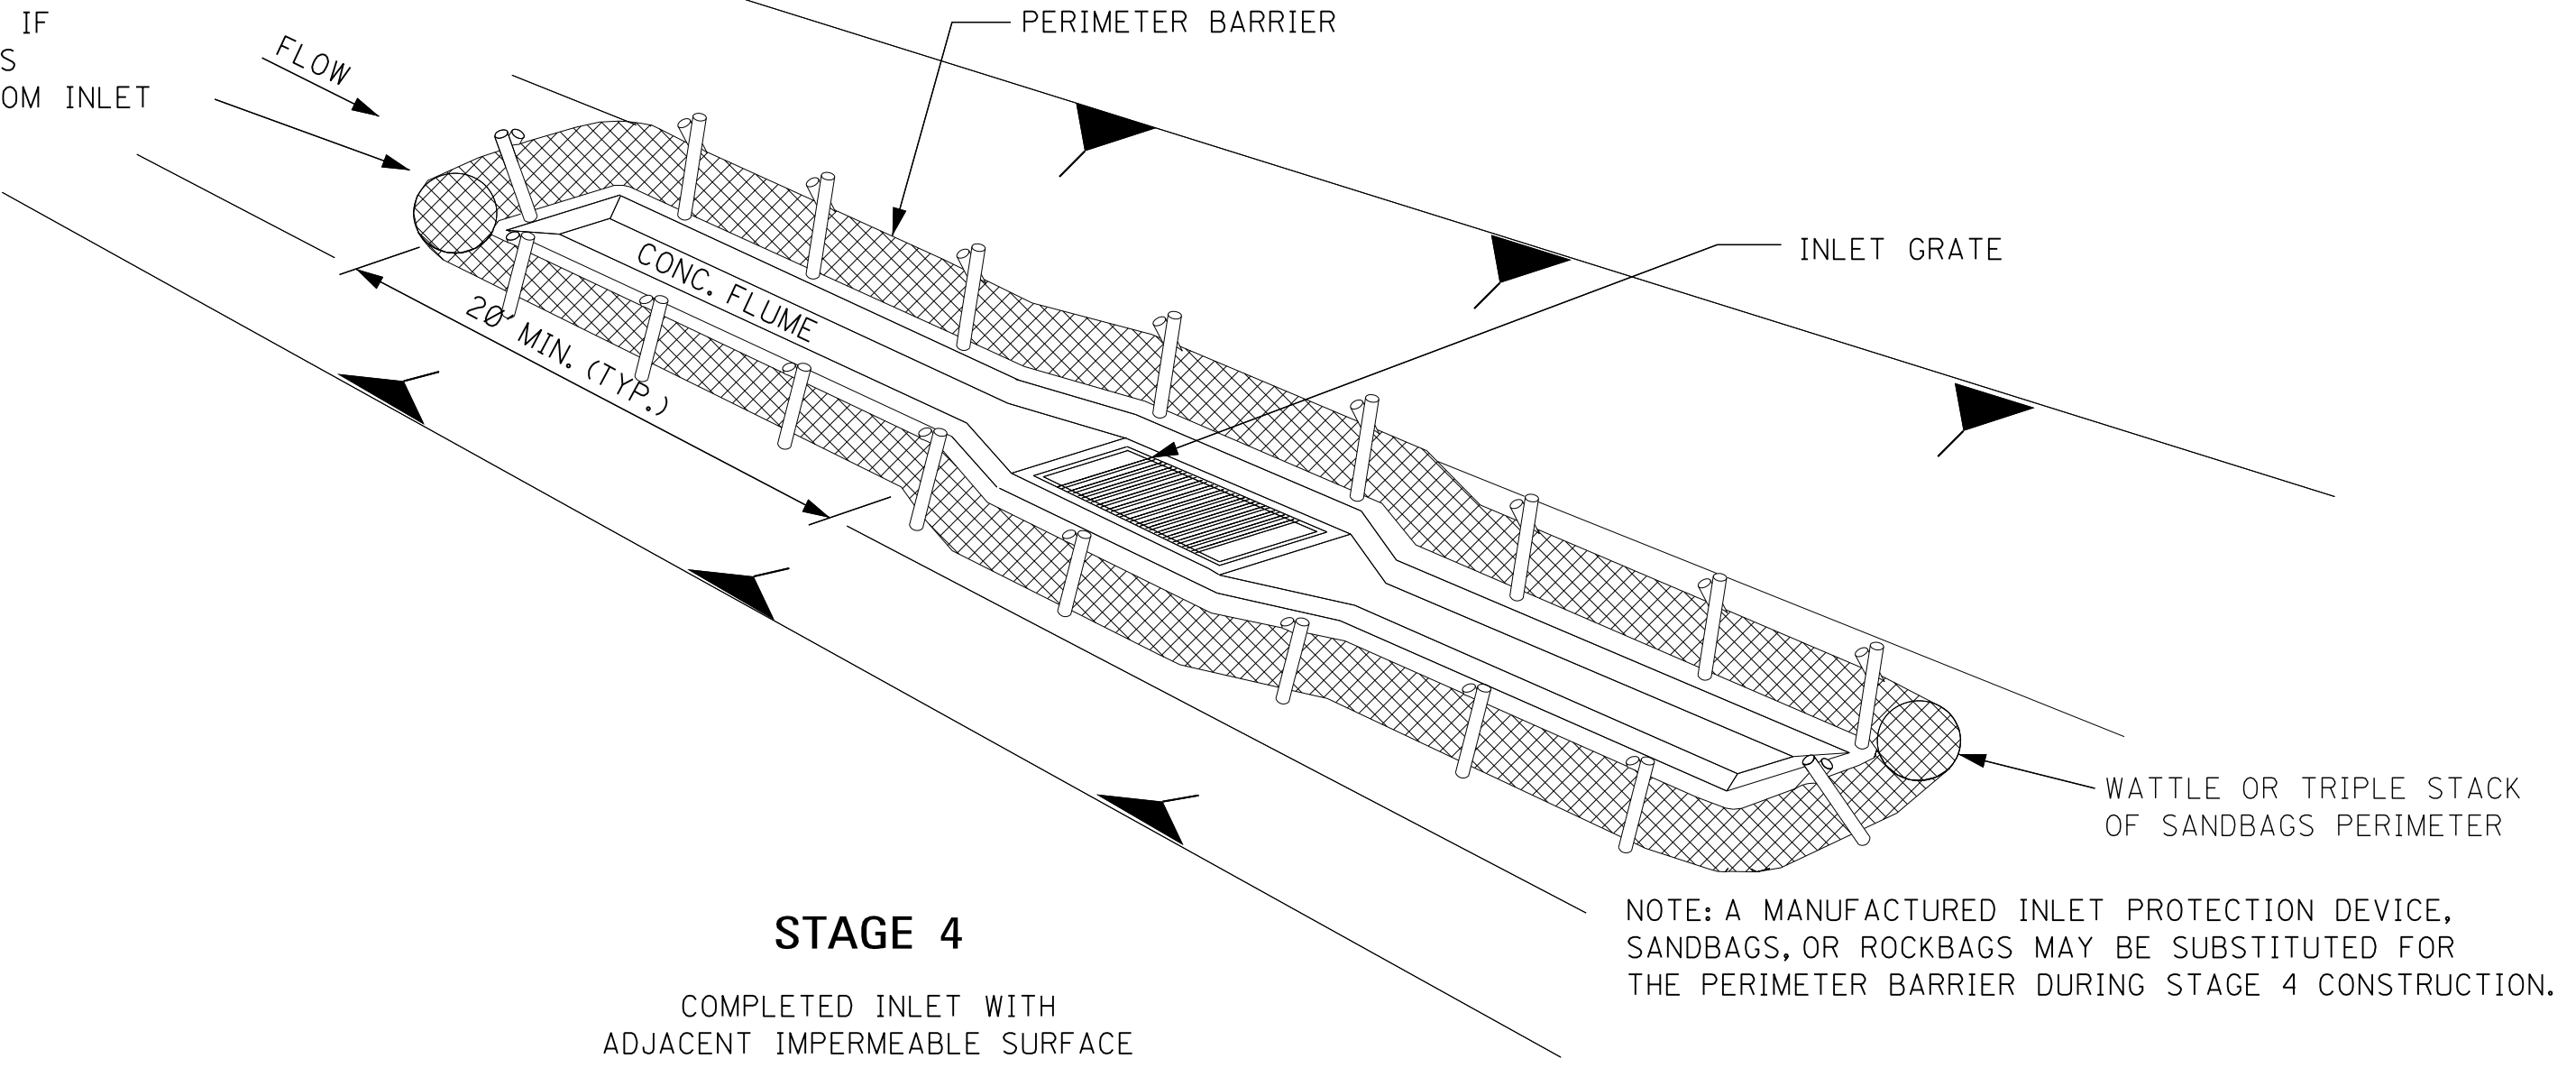 IF
S
OM INLET
FLOW
PERIMETER BARRIER
INLET GRATE
CONC. FLUME
20' MIN. (TYP.)
WATTLE OR TRIPLE STACK
OF SANDBAGS PERIMETER
NOTE: A MANUFACTURED INLET PROTECTION DEVICE,
SANDBAGS, OR ROCKBAGS MAY BE SUBSTITUTED FOR
THE PERIMETER BARRIER DURING STAGE 4 CONSTRUCTION.
STAGE 4
COMPLETED INLET WITH
ADJACENT IMPERMEABLE SURFACE